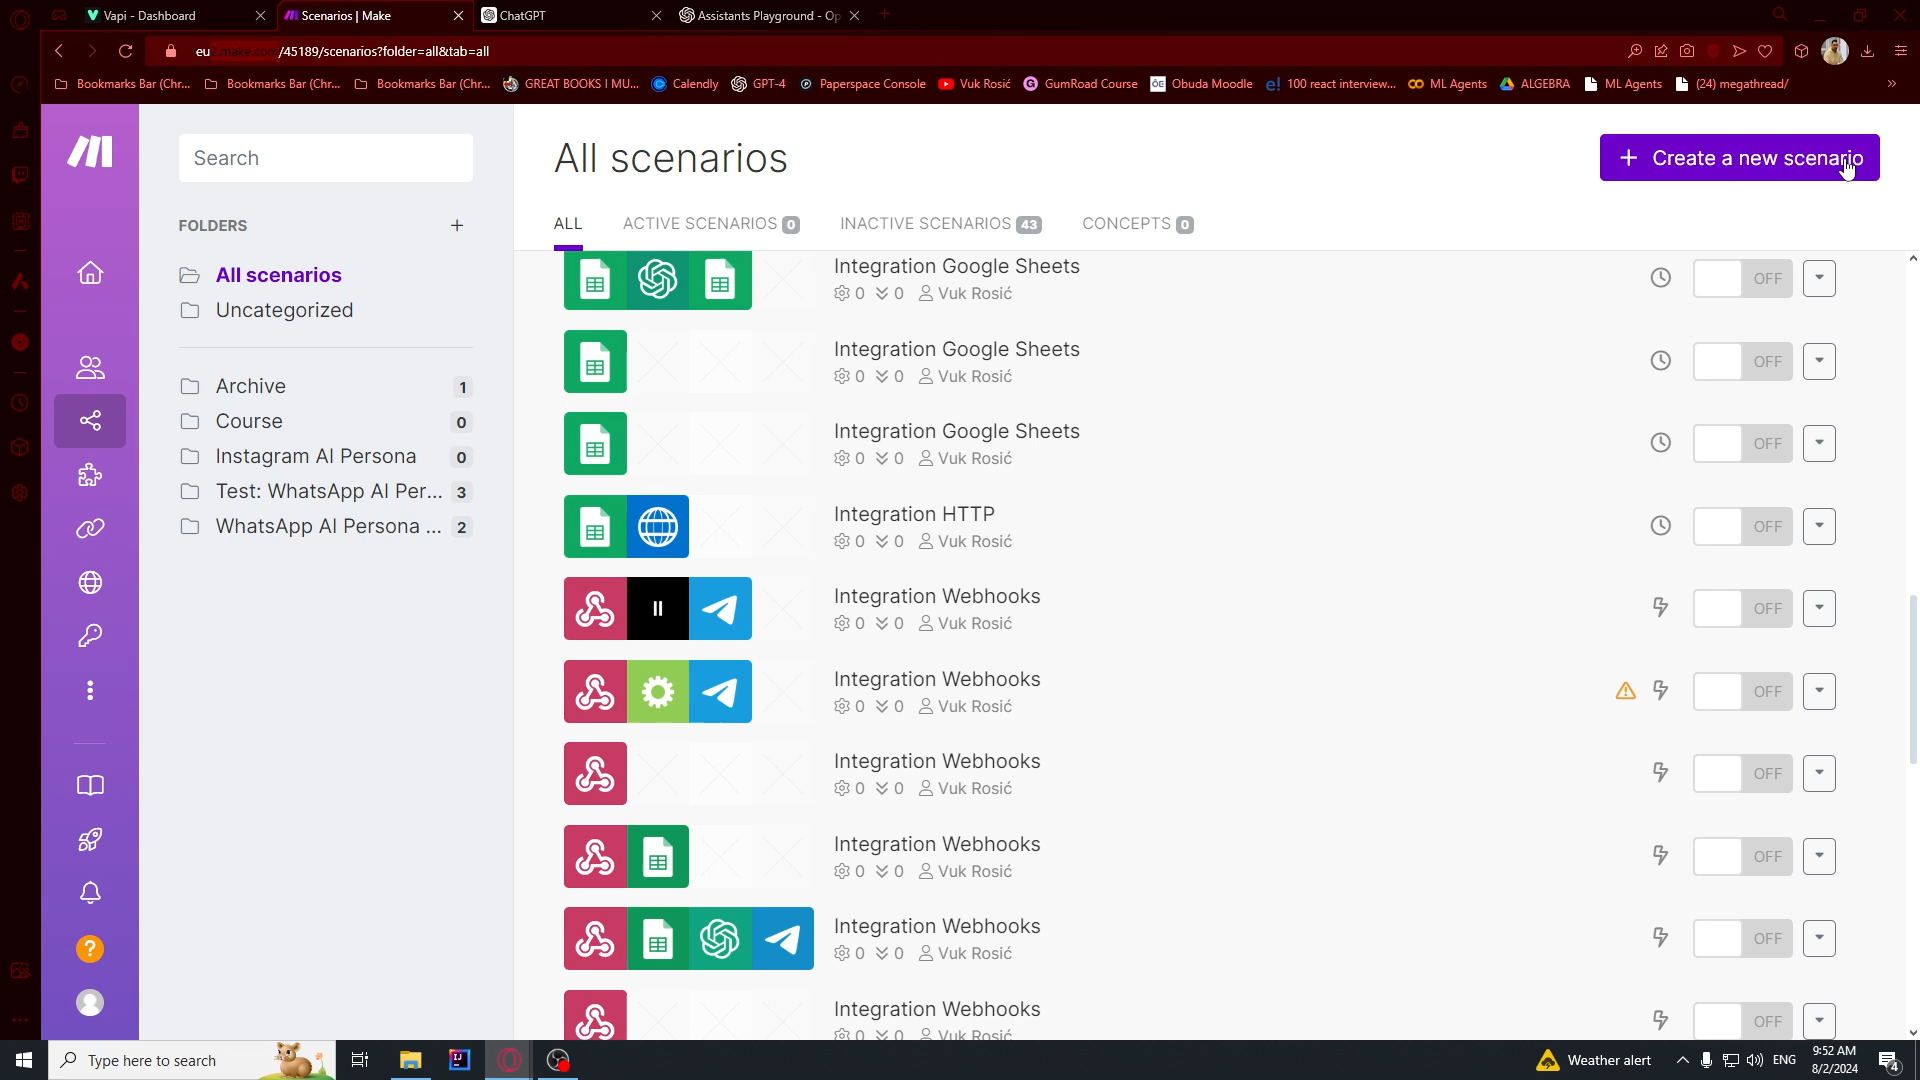 Vapi - Dashboard
Scenarios | Make
ChatGPT
Assistants Playground - Op
eu2.make.com/45189/scenarios?folder=all&tab=all
Bookmarks Bar (Chr...
Bookmarks Bar (Chr...
Bookmarks Bar (Chr...
GREAT BOOKS I MU...
Calendly
GPT-4
Paperspace Console
Vuk Rosić
GumRoad Course
Obuda Moodle
100 react interview...
ML Agents
ALGEBRA
ML Agents
(24) megathread/
Search
All scenarios
+ Create a new scenario
FOLDERS +
ALL
ACTIVE SCENARIOS 0
INACTIVE SCENARIOS 43
CONCEPTS 0
All scenarios
Uncategorized
Archive 1
Course 0
Instagram AI Persona 0
Test: WhatsApp AI Per... 3
WhatsApp AI Persona ... 2
Integration Google Sheets
0 0 Vuk Rosić
OFF
Integration Google Sheets
0 0 Vuk Rosić
OFF
Integration Google Sheets
0 0 Vuk Rosić
OFF
Integration HTTP
0 0 Vuk Rosić
OFF
Integration Webhooks
0 0 Vuk Rosić
OFF
Integration Webhooks
0 0 Vuk Rosić
OFF
Integration Webhooks
0 0 Vuk Rosić
OFF
Integration Webhooks
0 0 Vuk Rosić
OFF
Integration Webhooks
0 0 Vuk Rosić
OFF
Integration Webhooks
0 0 Vuk Rosić
OFF
Type here to search
Weather alert
ENG
9:52 AM
8/2/2024
4